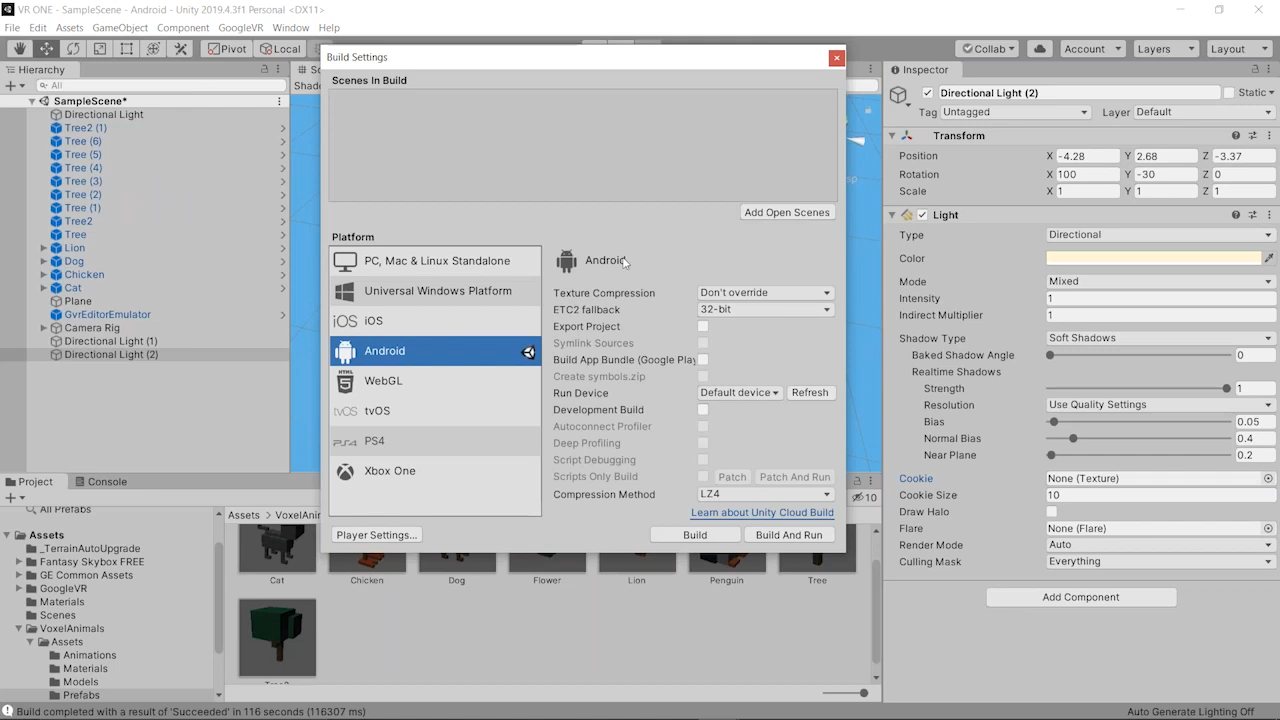 VR ONE - SampleScene - Android - Unity 2019.4.3f1 Personal <DX11>
File Edit Assets GameObject Component GoogleVR Window Help
Pivot Local Collab Account Layers Layout
Hierarchy
All
SampleScene*
Directional Light
Tree2 (1)
Tree (6)
Tree (5)
Tree (4)
Tree (3)
Tree (2)
Tree (1)
Tree2
Tree
Lion
Dog
Chicken
Cat
Plane
GvrEditorEmulator
Camera Rig
Directional Light (1)
Directional Light (2)
Build Settings
Scenes In Build
Add Open Scenes
Platform
PC, Mac & Linux Standalone
Universal Windows Platform
iOS iOS
Android
HTML WebGL
tvOS tvOS
PS4
Xbox One
Android
Texture Compression Don't override
ETC2 fallback 32-bit
Export Project
Symlink Sources
Build App Bundle (Google Play
Create symbols.zip
Run Device Default device Refresh
Development Build
Autoconnect Profiler
Deep Profiling
Script Debugging
Scripts Only Build Patch Patch And Run
Compression Method LZ4
Learn about Unity Cloud Build
Player Settings... Build Build And Run
Inspector
Directional Light (2) Static
Tag Untagged Layer Default
Transform
Position X -4.28 Y 2.68 Z -3.37
Rotation X 100 Y -30 Z 0
Scale X 1 Y 1 Z 1
Light
Type Directional
Color
Mode Mixed
Intensity 1
Indirect Multiplier 1
Shadow Type Soft Shadows
Baked Shadow Angle 0
Realtime Shadows
Strength 1
Resolution Use Quality Settings
Bias 0.05
Normal Bias 0.4
Near Plane 0.2
Cookie None (Texture)
Cookie Size 10
Draw Halo
Flare None (Flare)
Render Mode Auto
Culling Mask Everything
Add Component
Project Console
10
All Prefabs
Assets
_TerrainAutoUpgrade
Fantasy Skybox FREE
GE Common Assets
GoogleVR
Materials
Scenes
VoxelAnimals
Assets
Animations
Materials
Models
Prefabs
Assets > VoxelAnim
Cat Chicken Dog Flower Lion Penguin Tree
Build completed with a result of 'Succeeded' in 116 seconds (116307 ms)
Auto Generate Lighting Off